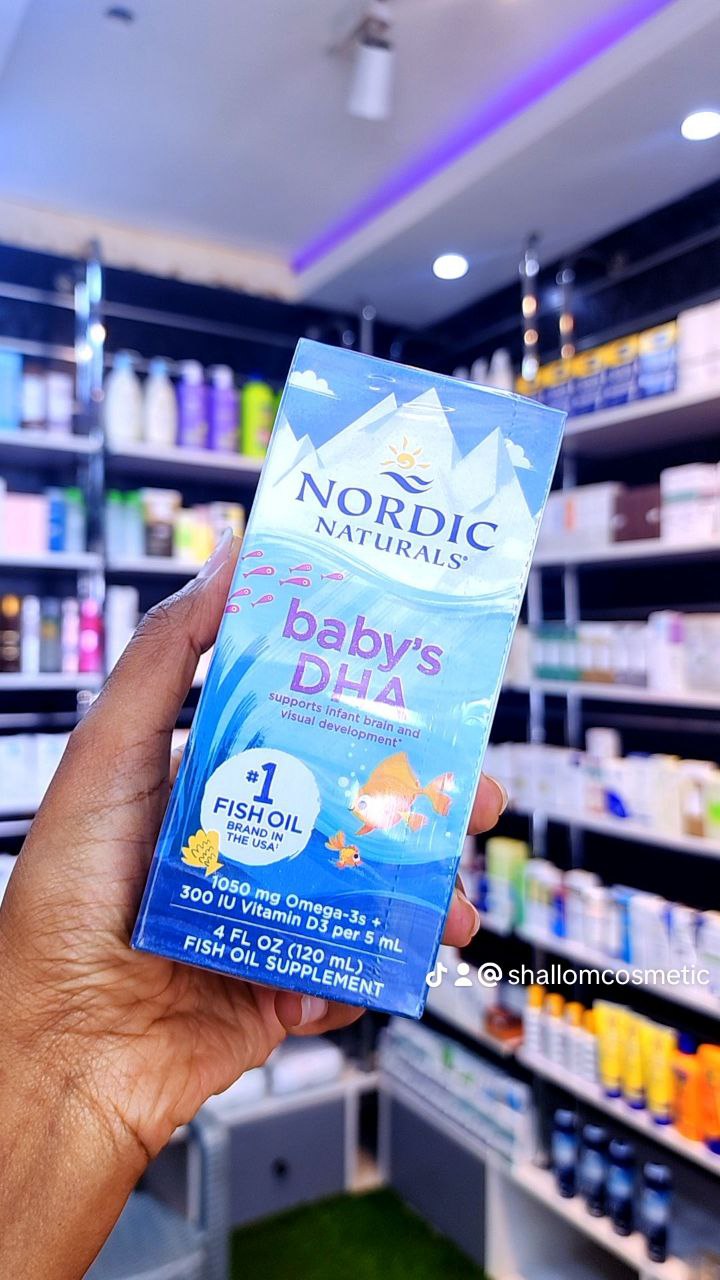 NORDIC
NATURALS®
baby's
DHA
supports infant brain and
visual development*
#1
FISH OIL
BRAND IN
THE USA‡
1050 mg Omega-3s +
300 IU Vitamin D3 per 5 mL
4 FL OZ (120 mL)
FISH OIL SUPPLEMENT
@shallomcosmetic